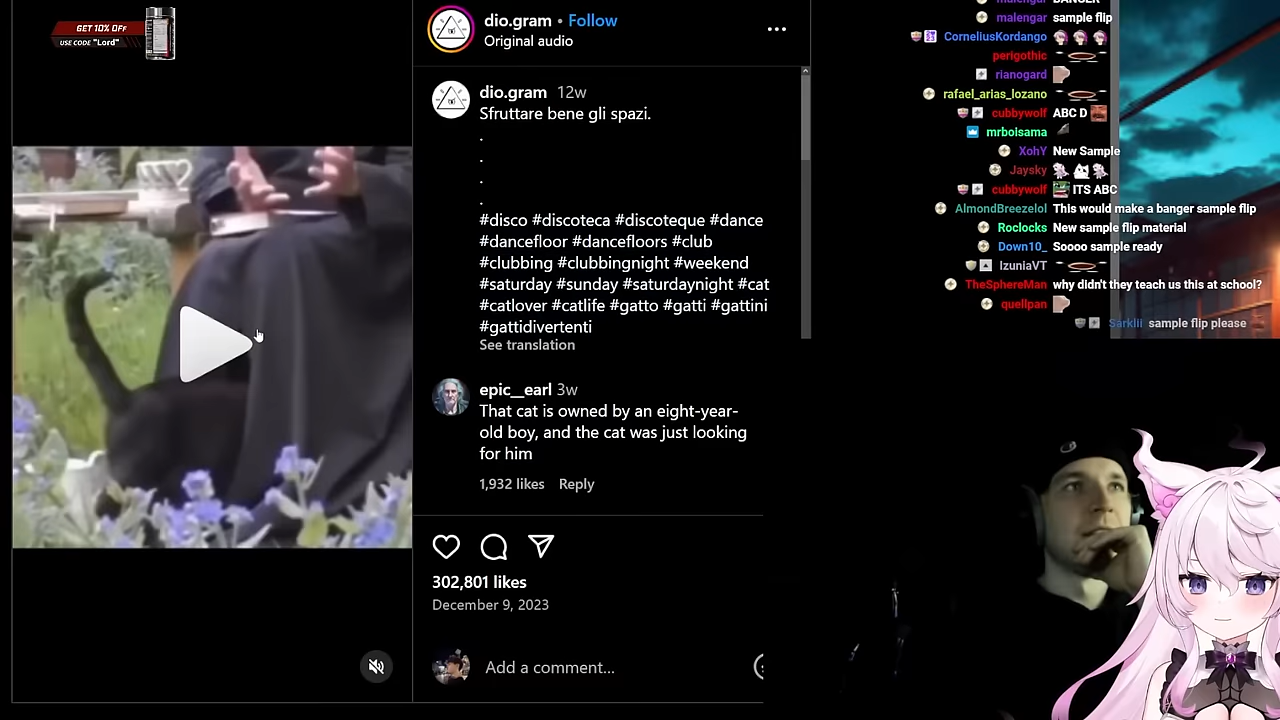 GET 10% OFF
USE CODE "Lord"
dio.gram • Follow
Original audio
dio.gram 12w
Sfruttare bene gli spazi.
.
.
.
.
#disco #discoteca #discoteque #dance
#dancefloor #dancefloors #club
#clubbing #clubbingnight #weekend
#saturday #sunday #saturdaynight #cat
#catlover #catlife #gatto #gatti #gattini
#gattidivertenti
See translation
epic__earl 3w
That cat is owned by an eight-year-
old boy, and the cat was just looking
for him
1,932 likes Reply
302,801 likes
December 9, 2023
Add a comment...
malengar
malengar sample flip
CorneliusKordango
perigothic
rianogard
rafael_arias_lozano
cubbywolf ABC D
mrboisama
XohY New Sample
Jaysky
cubbywolf ITS ABC
AlmondBreezelol This would make a banger sample flip
Roclocks New sample flip material
Down10_ Soooo sample ready
IzuniaVT
TheSphereMan why didn't they teach us this at school?
quellpan
Sarklii sample flip please